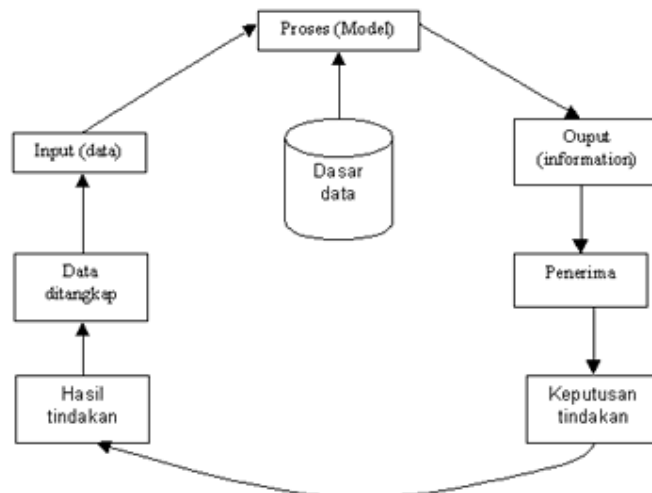 Proses (Model)
Input (data)
Dasar
data
Ouput
(information)
Data
ditangkap
Penerima
Hasil
tindakan
Keputusan
tindakan